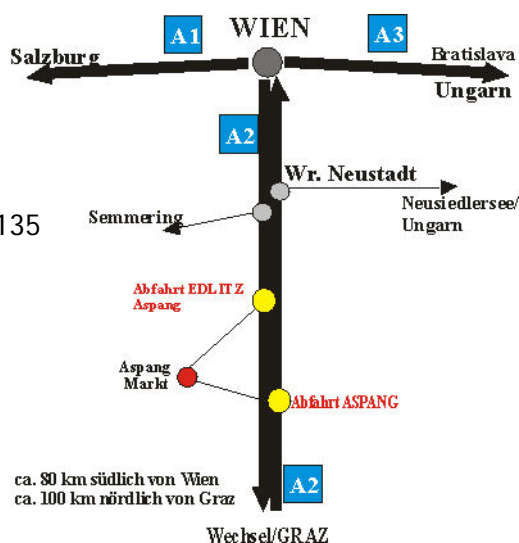 WIEN
A1
A3
Salzburg
Bratislava
Ungarn
A2
Wr. Neustadt
Neusiedlersee/
Ungarn
Semmering
135
Abfahrt EDLITZ
Aspang
Aspang
Markt
Abfahrt ASPANG
ca. 80 km südlich von Wien
ca. 100 km nördlich von Graz
A2
Wechsel/GRAZ